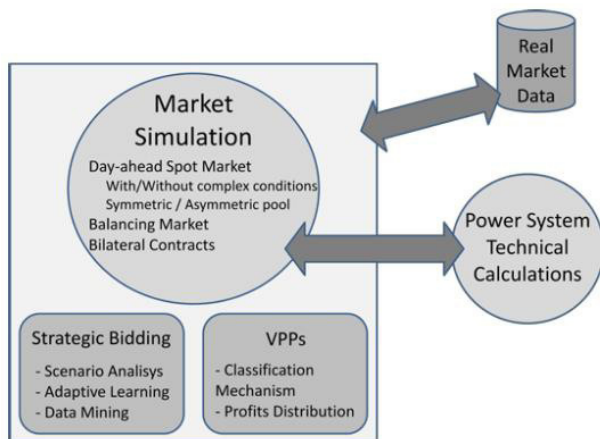 Real
Market
Data
Market
Simulation
Day-ahead Spot Market
With/Without complex conditions
Symmetric / Asymmetric pool
Balancing Market
Bilateral Contracts
Power System
Technical
Calculations
Strategic Bidding
- Scenario Analisys
- Adaptive Learning
- Data Mining
VPPs
- Classification
Mechanism
- Profits Distribution